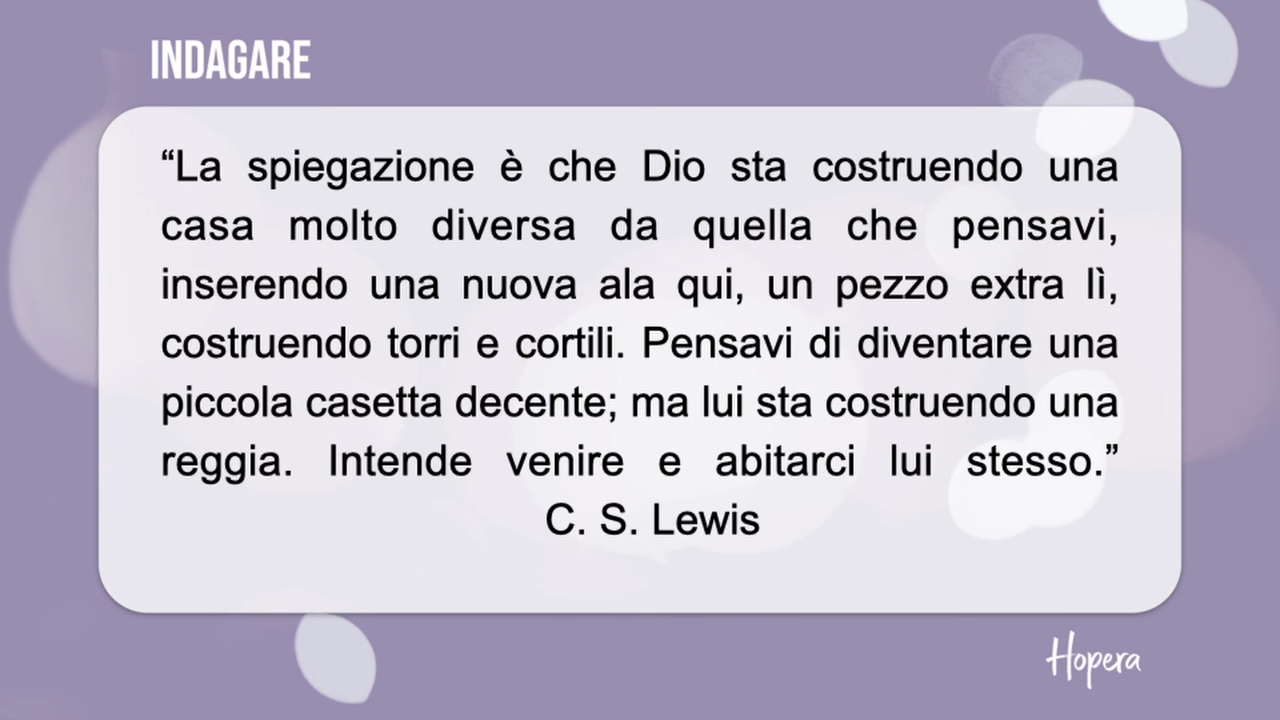 INDAGARE
“La spiegazione è che Dio sta costruendo una
casa molto diversa da quella che pensavi,
inserendo una nuova ala qui, un pezzo extra lì,
costruendo torri e cortili. Pensavi di diventare una
piccola casetta decente; ma lui sta costruendo una
reggia. Intende venire e abitarci lui stesso.”
C. S. Lewis
Hopera